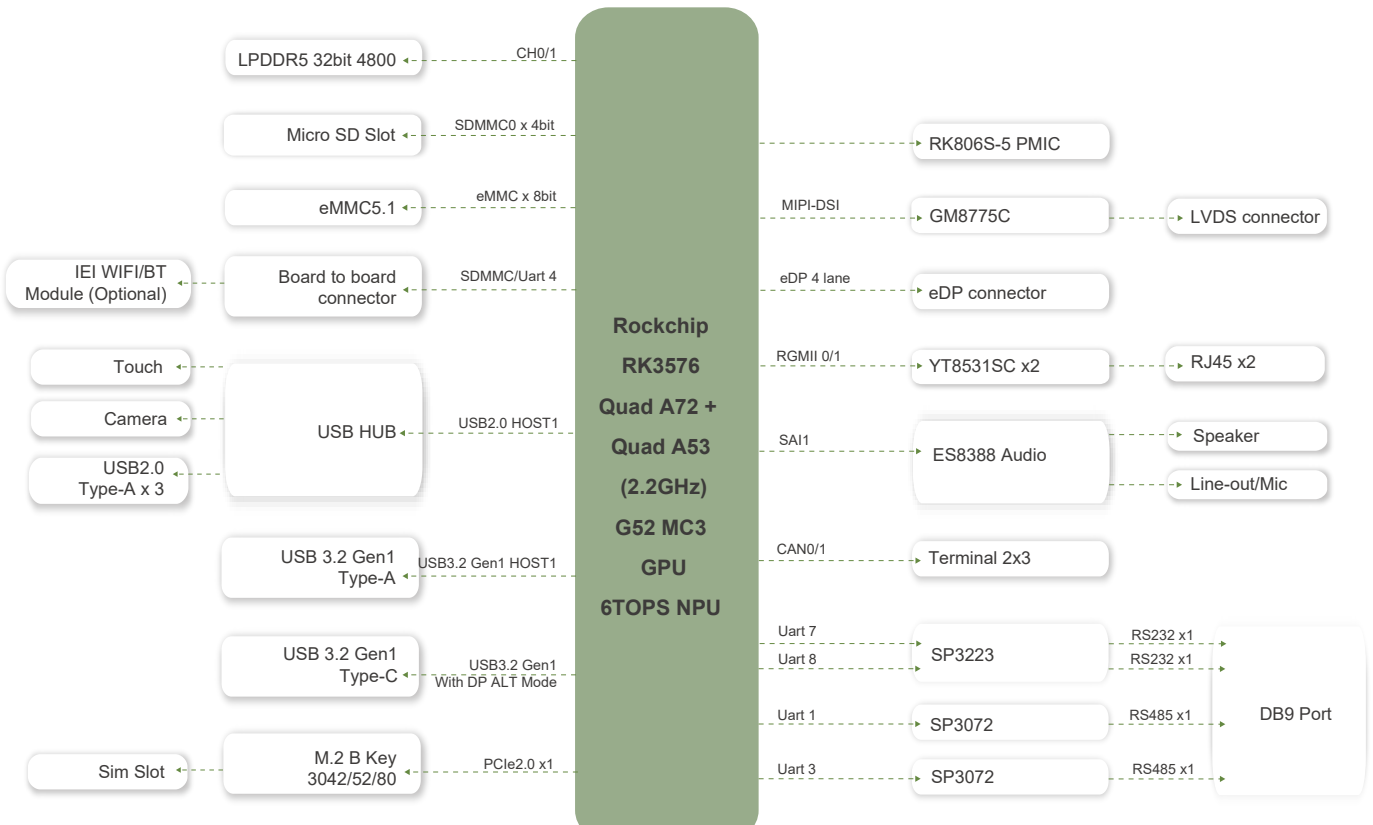 LPDDR5 32bit 4800
CH0/1
Micro SD Slot
SDMMC0 x 4bit
eMMC5.1
eMMC x 8bit
IEI WIFI/BT
Module (Optional)
Board to board
connector
SDMMC/Uart 4
Touch
Camera
USB2.0
Type-A x 3
USB HUB
USB2.0 HOST1
USB 3.2 Gen1
Type-A
USB3.2 Gen1 HOST1
USB 3.2 Gen1
Type-C
USB3.2 Gen1
With DP ALT Mode
Sim Slot
M.2 B Key
3042/52/80
PCIe2.0 x1
Rockchip
RK3576
Quad A72 +
Quad A53
(2.2GHz)
G52 MC3
GPU
6TOPS NPU
RK806S-5 PMIC
MIPI-DSI
GM8775C
LVDS connector
eDP 4 lane
eDP connector
RGMII 0/1
YT8531SC x2
RJ45 x2
SAI1
ES8388 Audio
Speaker
Line-out/Mic
CAN0/1
Terminal 2x3
Uart 7
Uart 8
SP3223
RS232 x1
RS232 x1
Uart 1
SP3072
RS485 x1
Uart 3
SP3072
RS485 x1
DB9 Port